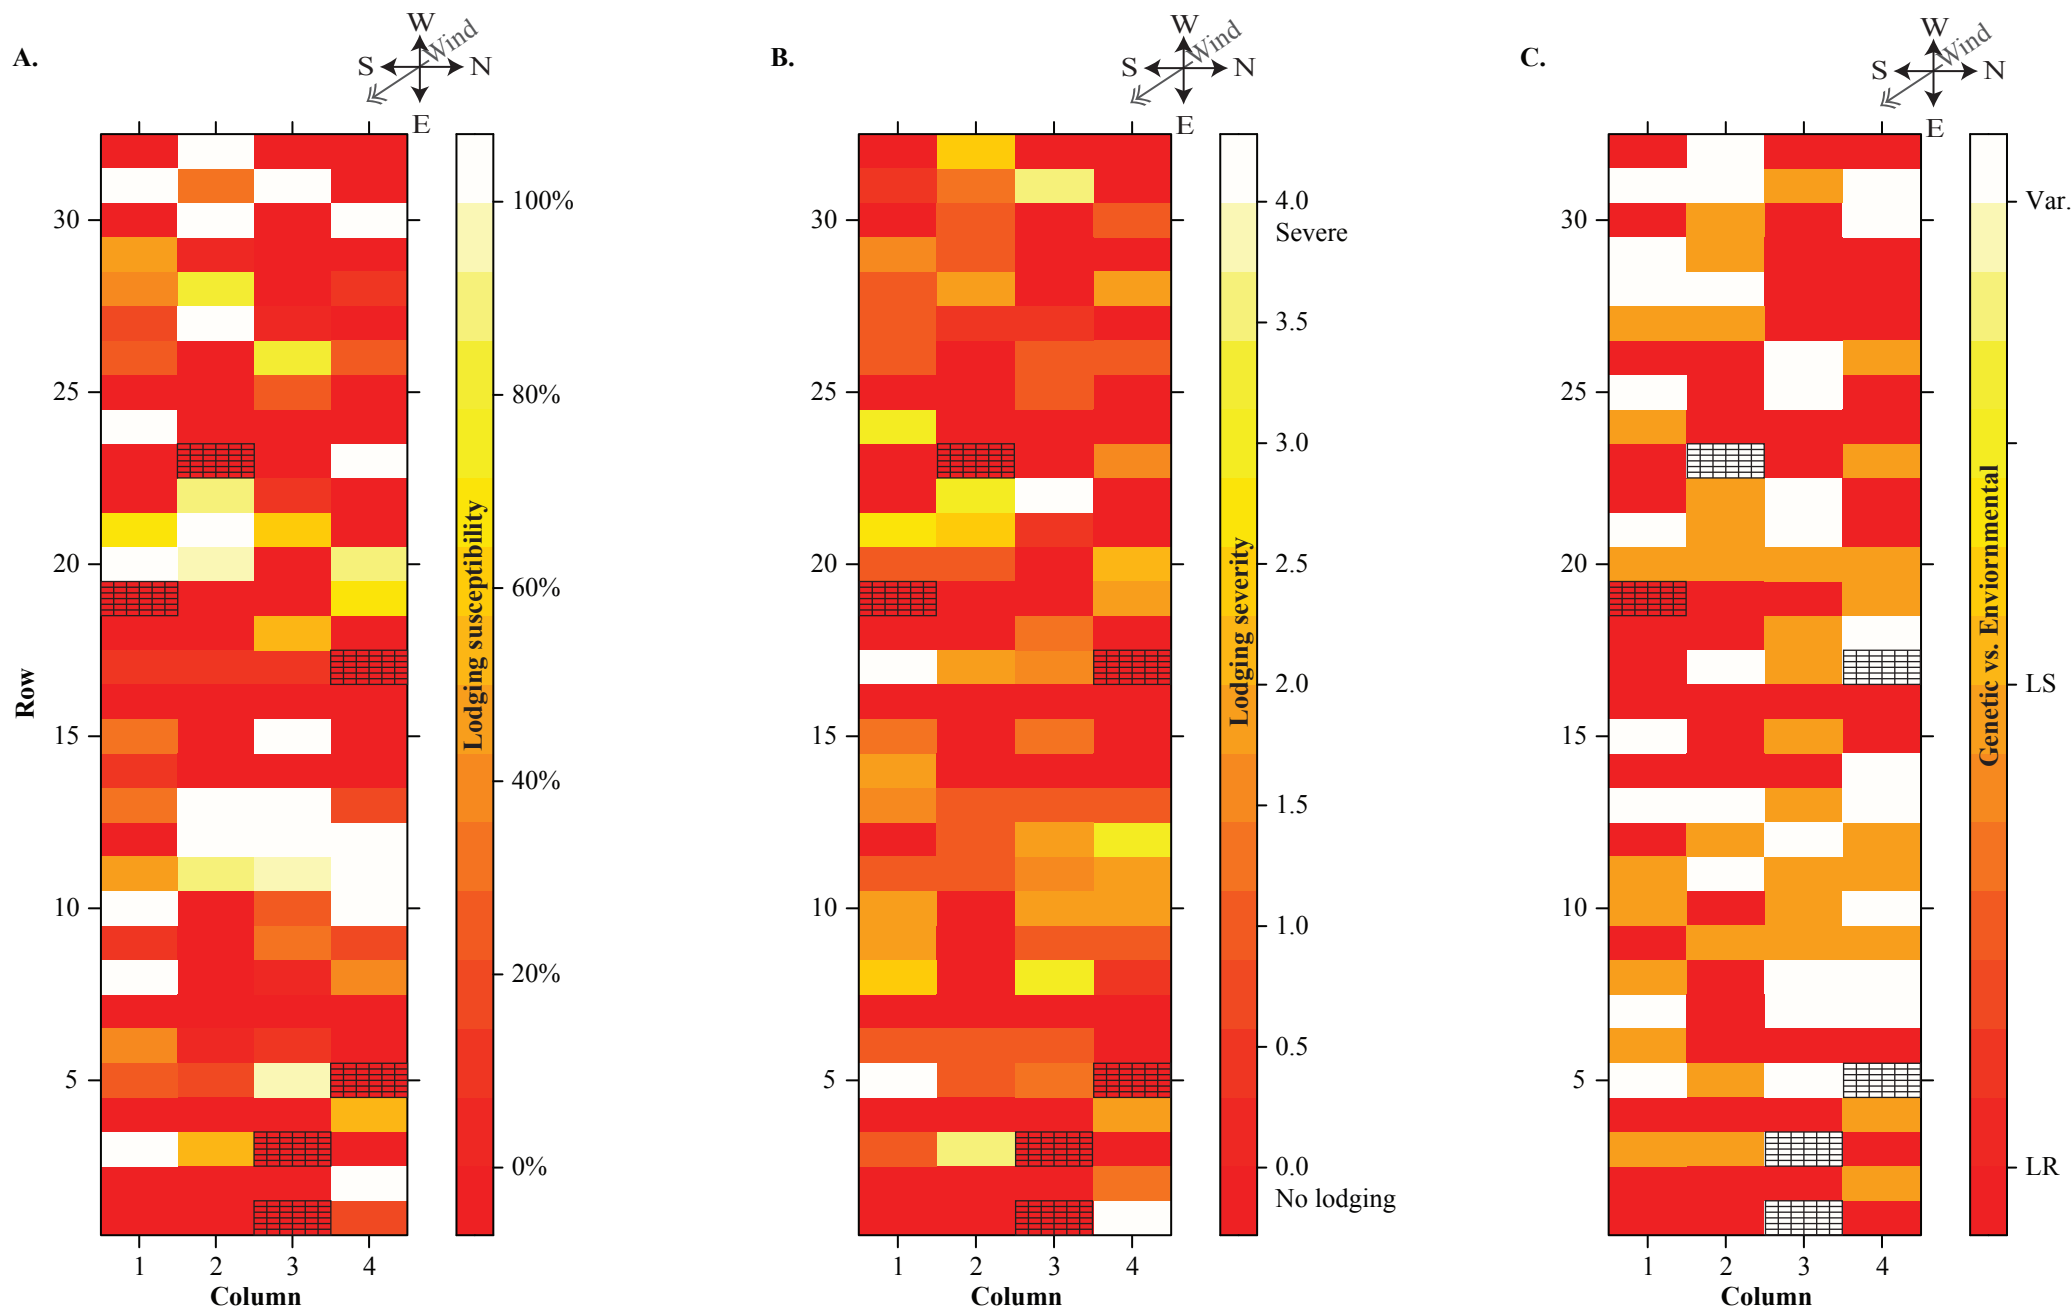 A.
W
Wind
S
N
E
Row
30
25
20
15
10
5
1
2
3
4
Column
Lodging susceptibility
100%
80%
60%
40%
20%
0%
B.
W
Wind
S
N
E
30
25
20
15
10
5
1
2
3
4
Column
Lodging severity
4.0
Severe
3.5
3.0
2.5
2.0
1.5
1.0
0.5
0.0
No lodging
C.
W
Wind
S
N
E
30
25
20
15
10
5
1
2
3
4
Column
Genetic vs. Enviornmental
Var.
LS
LR